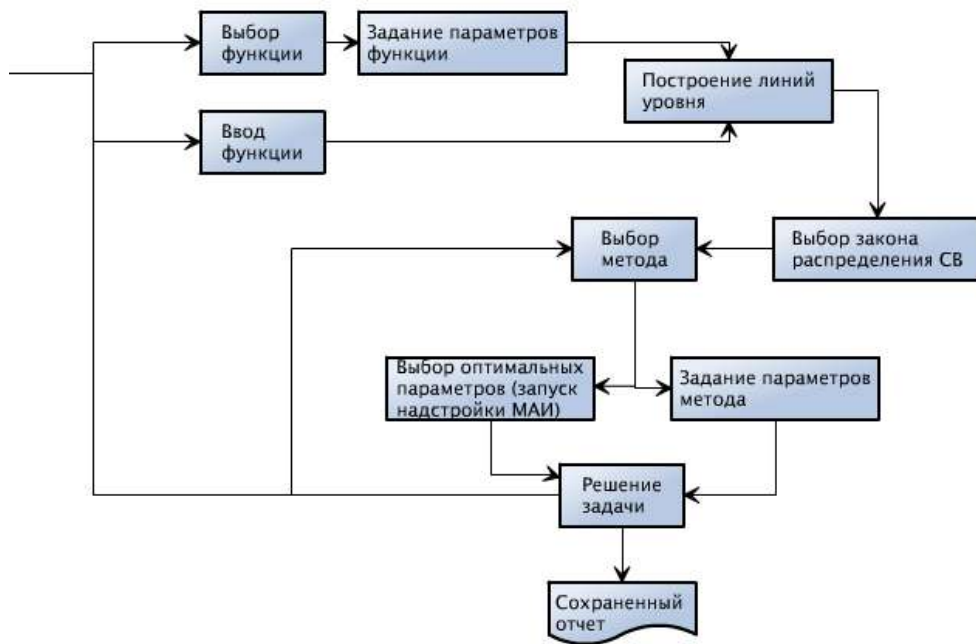 Выбор
функции
Задание параметров
функции
Построение линий
уровня
Ввод
функции
Выбор
метода
Выбор закона
распределения СВ
Выбор оптимальных
параметров (запуск
надстройки МАИ)
Задание параметров
метода
Решение
задачи
Сохраненный
отчет